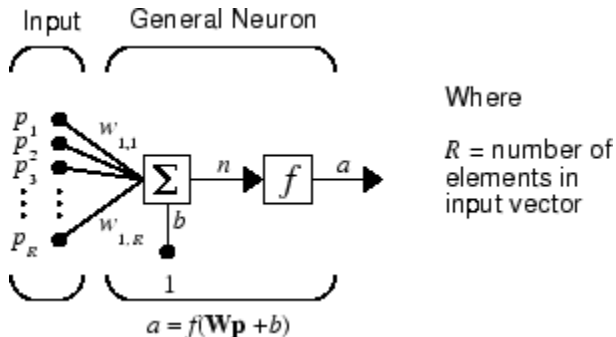 Input General Neuron
Where
R = number of
elements in
input vector
p1
p2
p3
pR
w1,1
w1,R
Σ
n
f
a
b
1
a = f(Wp +b)